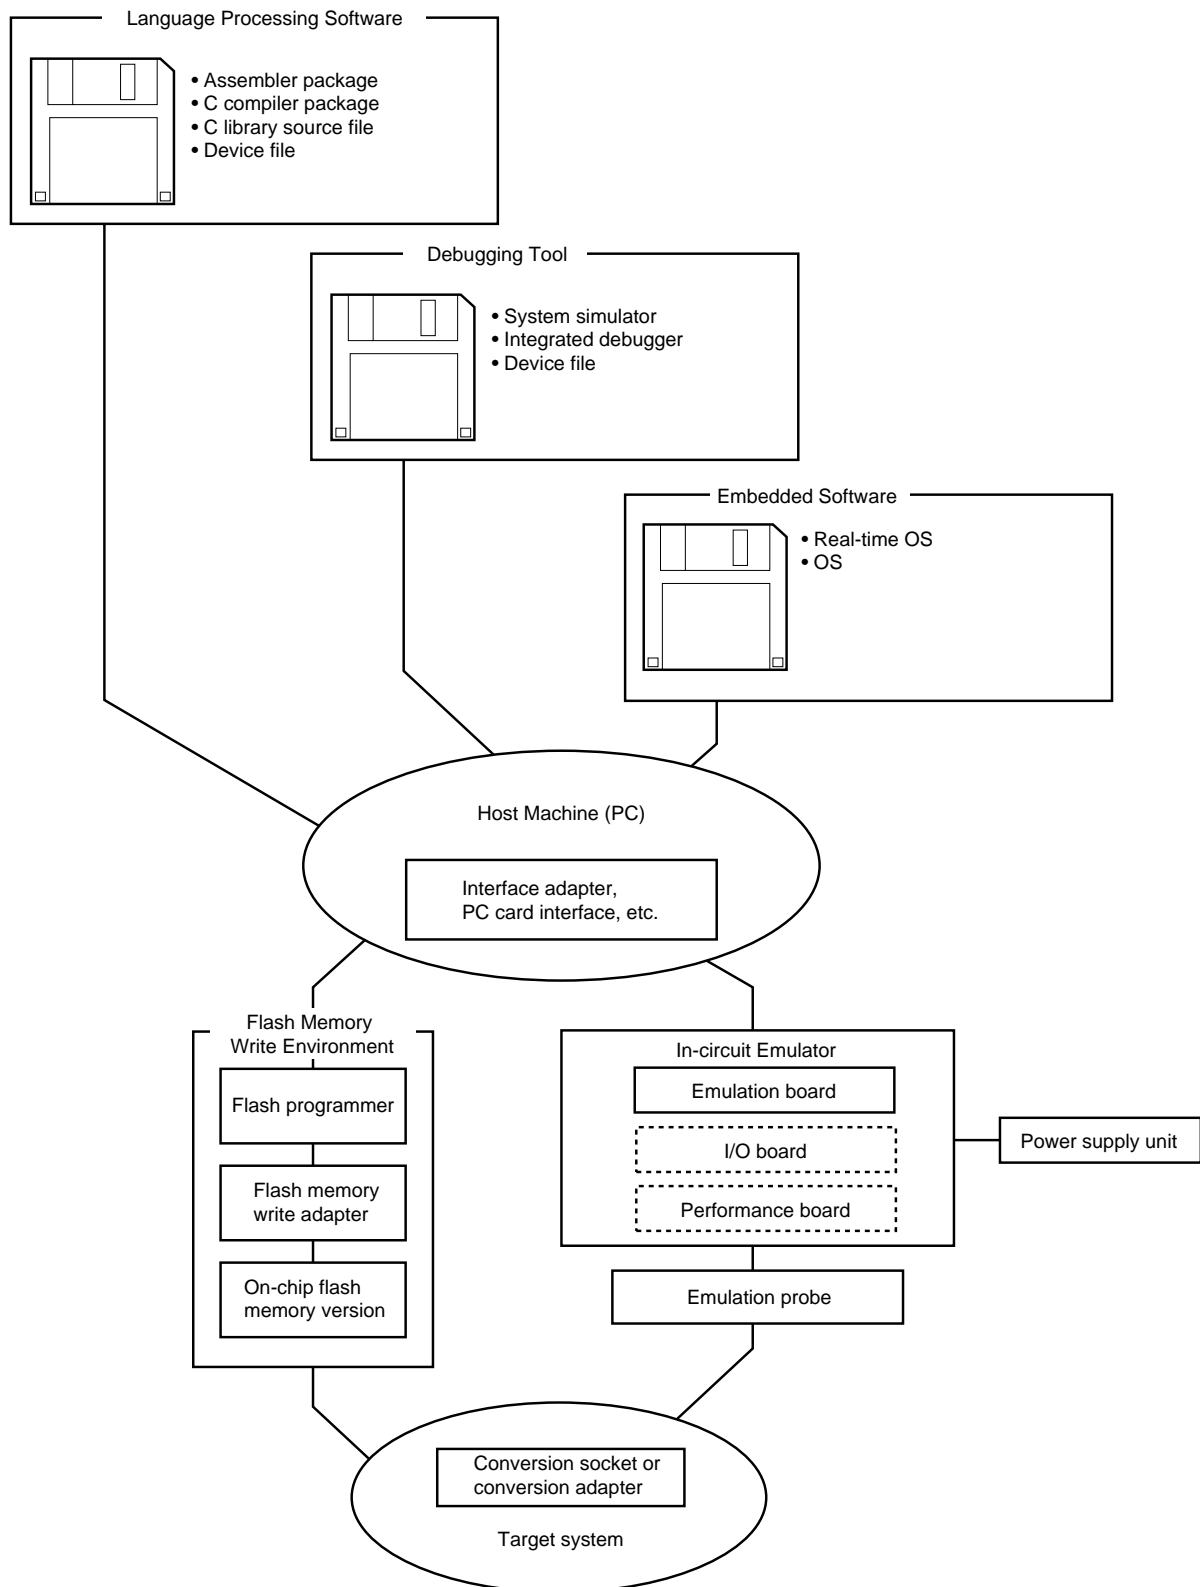 Language Processing Software
• Assembler package
• C compiler package
• C library source file
• Device file
Debugging Tool
• System simulator
• Integrated debugger
• Device file
Embedded Software
• Real-time OS
• OS
Host Machine (PC)
Interface adapter,
PC card interface, etc.
Flash Memory
Write Environment
Flash programmer
Flash memory
write adapter
On-chip flash
memory version
In-circuit Emulator
Emulation board
I/O board
Performance board
Power supply unit
Emulation probe
Conversion socket or
conversion adapter
Target system